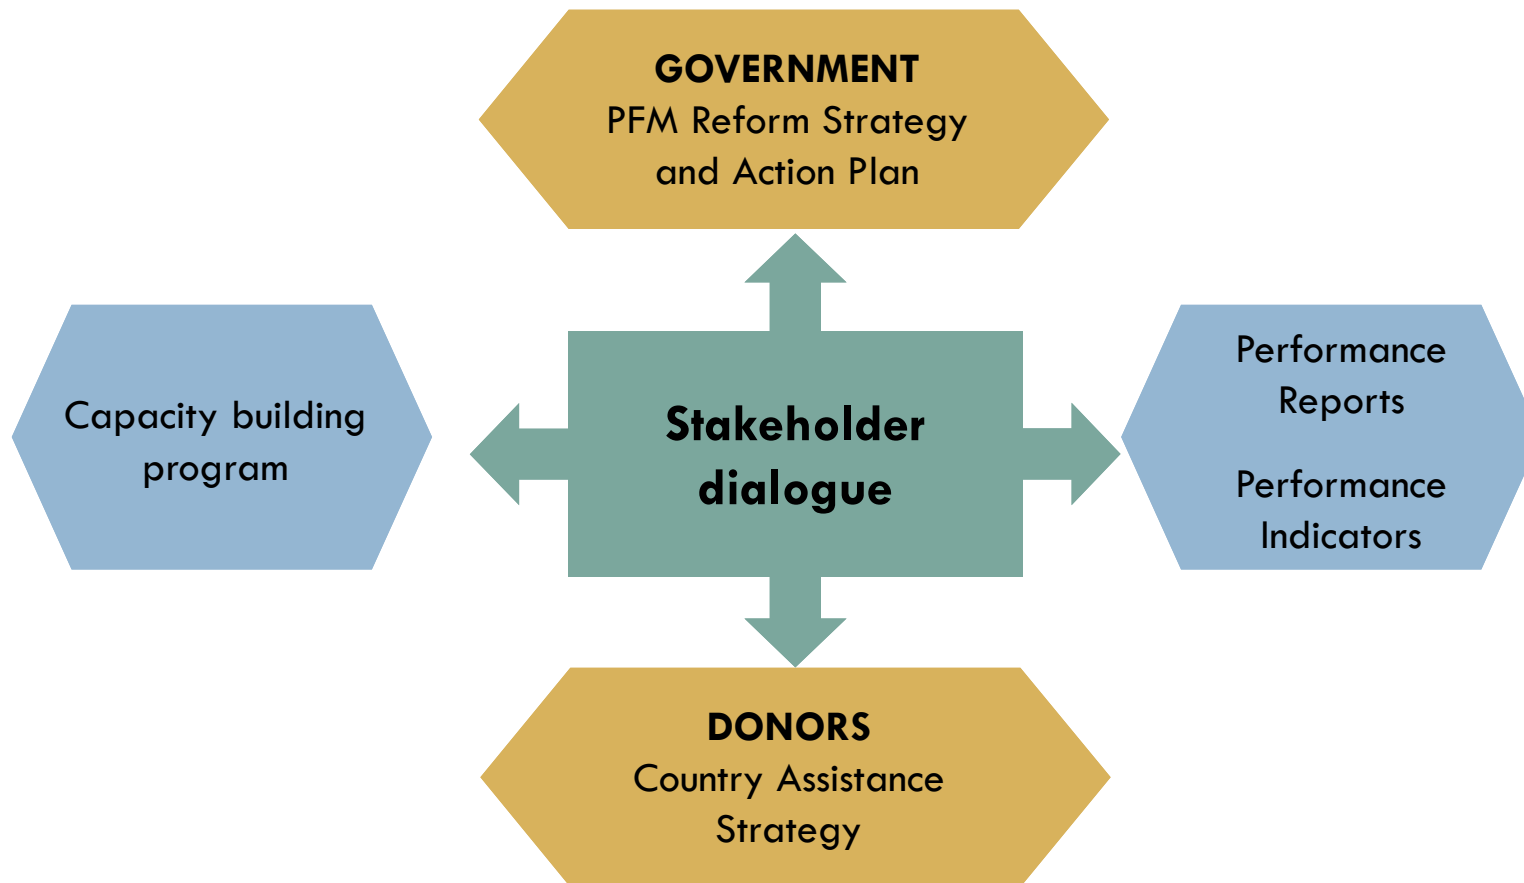 GOVERNMENT
PFM Reform Strategy
and Action Plan
Capacity building
program
Stakeholder
dialogue
Performance
Reports
Performance
Indicators
DONORS
Country Assistance
Strategy